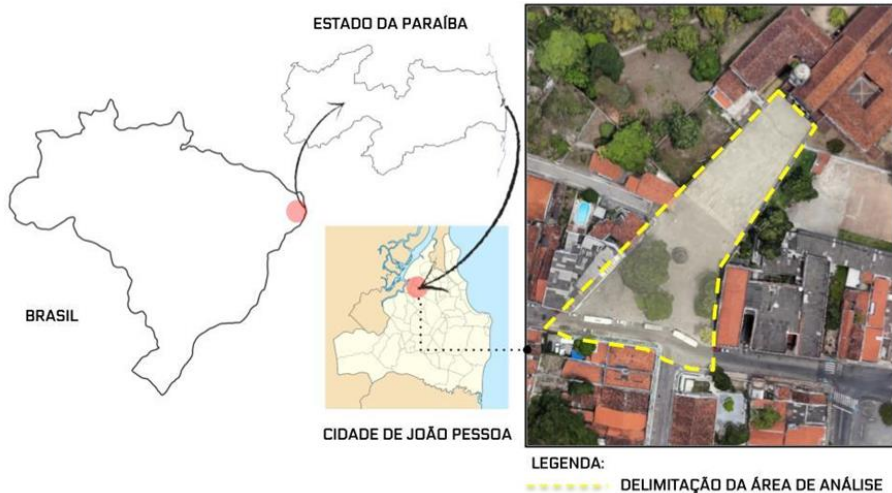 ESTADO DA PARAÍBA
BRASIL
CIDADE DE JOÃO PESSOA
LEGENDA:
DELIMITAÇÃO DA ÁREA DE ANÁLISE